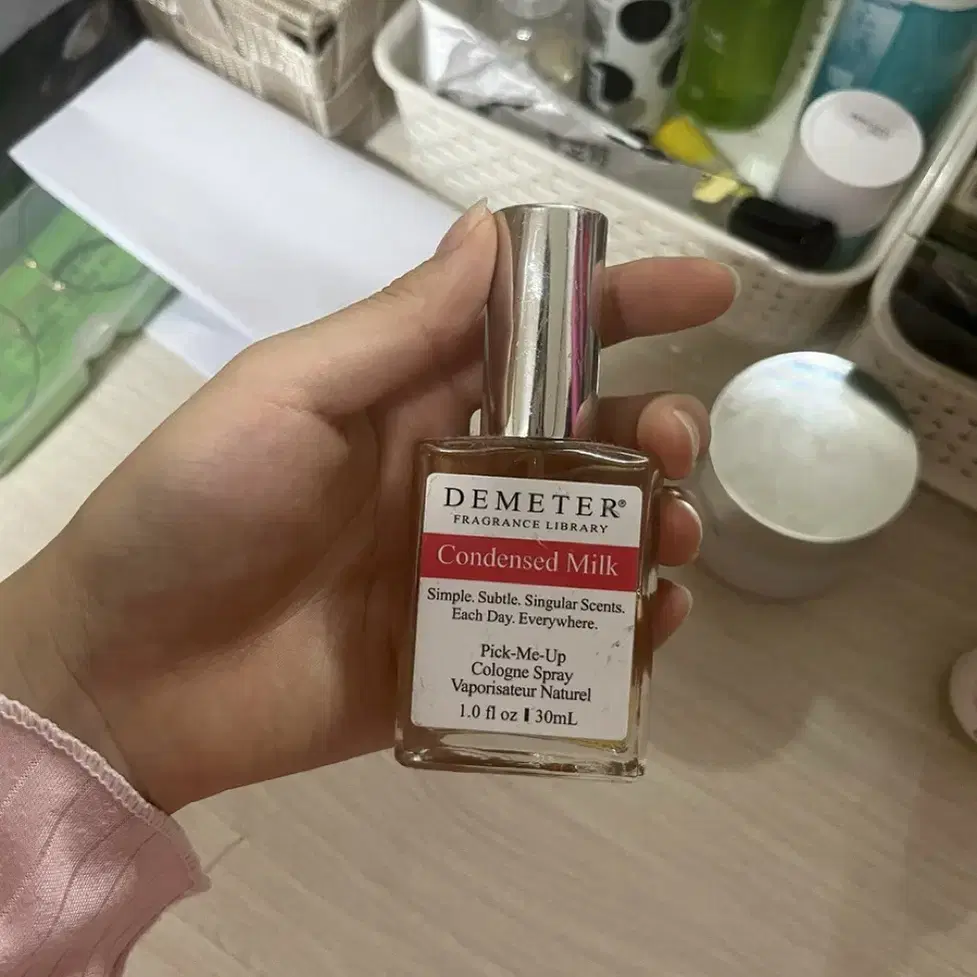 DEMETER®
FRAGRANCE LIBRARY
Condensed Milk
Simple. Subtle. Singular Scents.
Each Day. Everywhere.
Pick-Me-Up
Cologne Spray
Vaporisateur Naturel
1.0 fl oz | 30mL